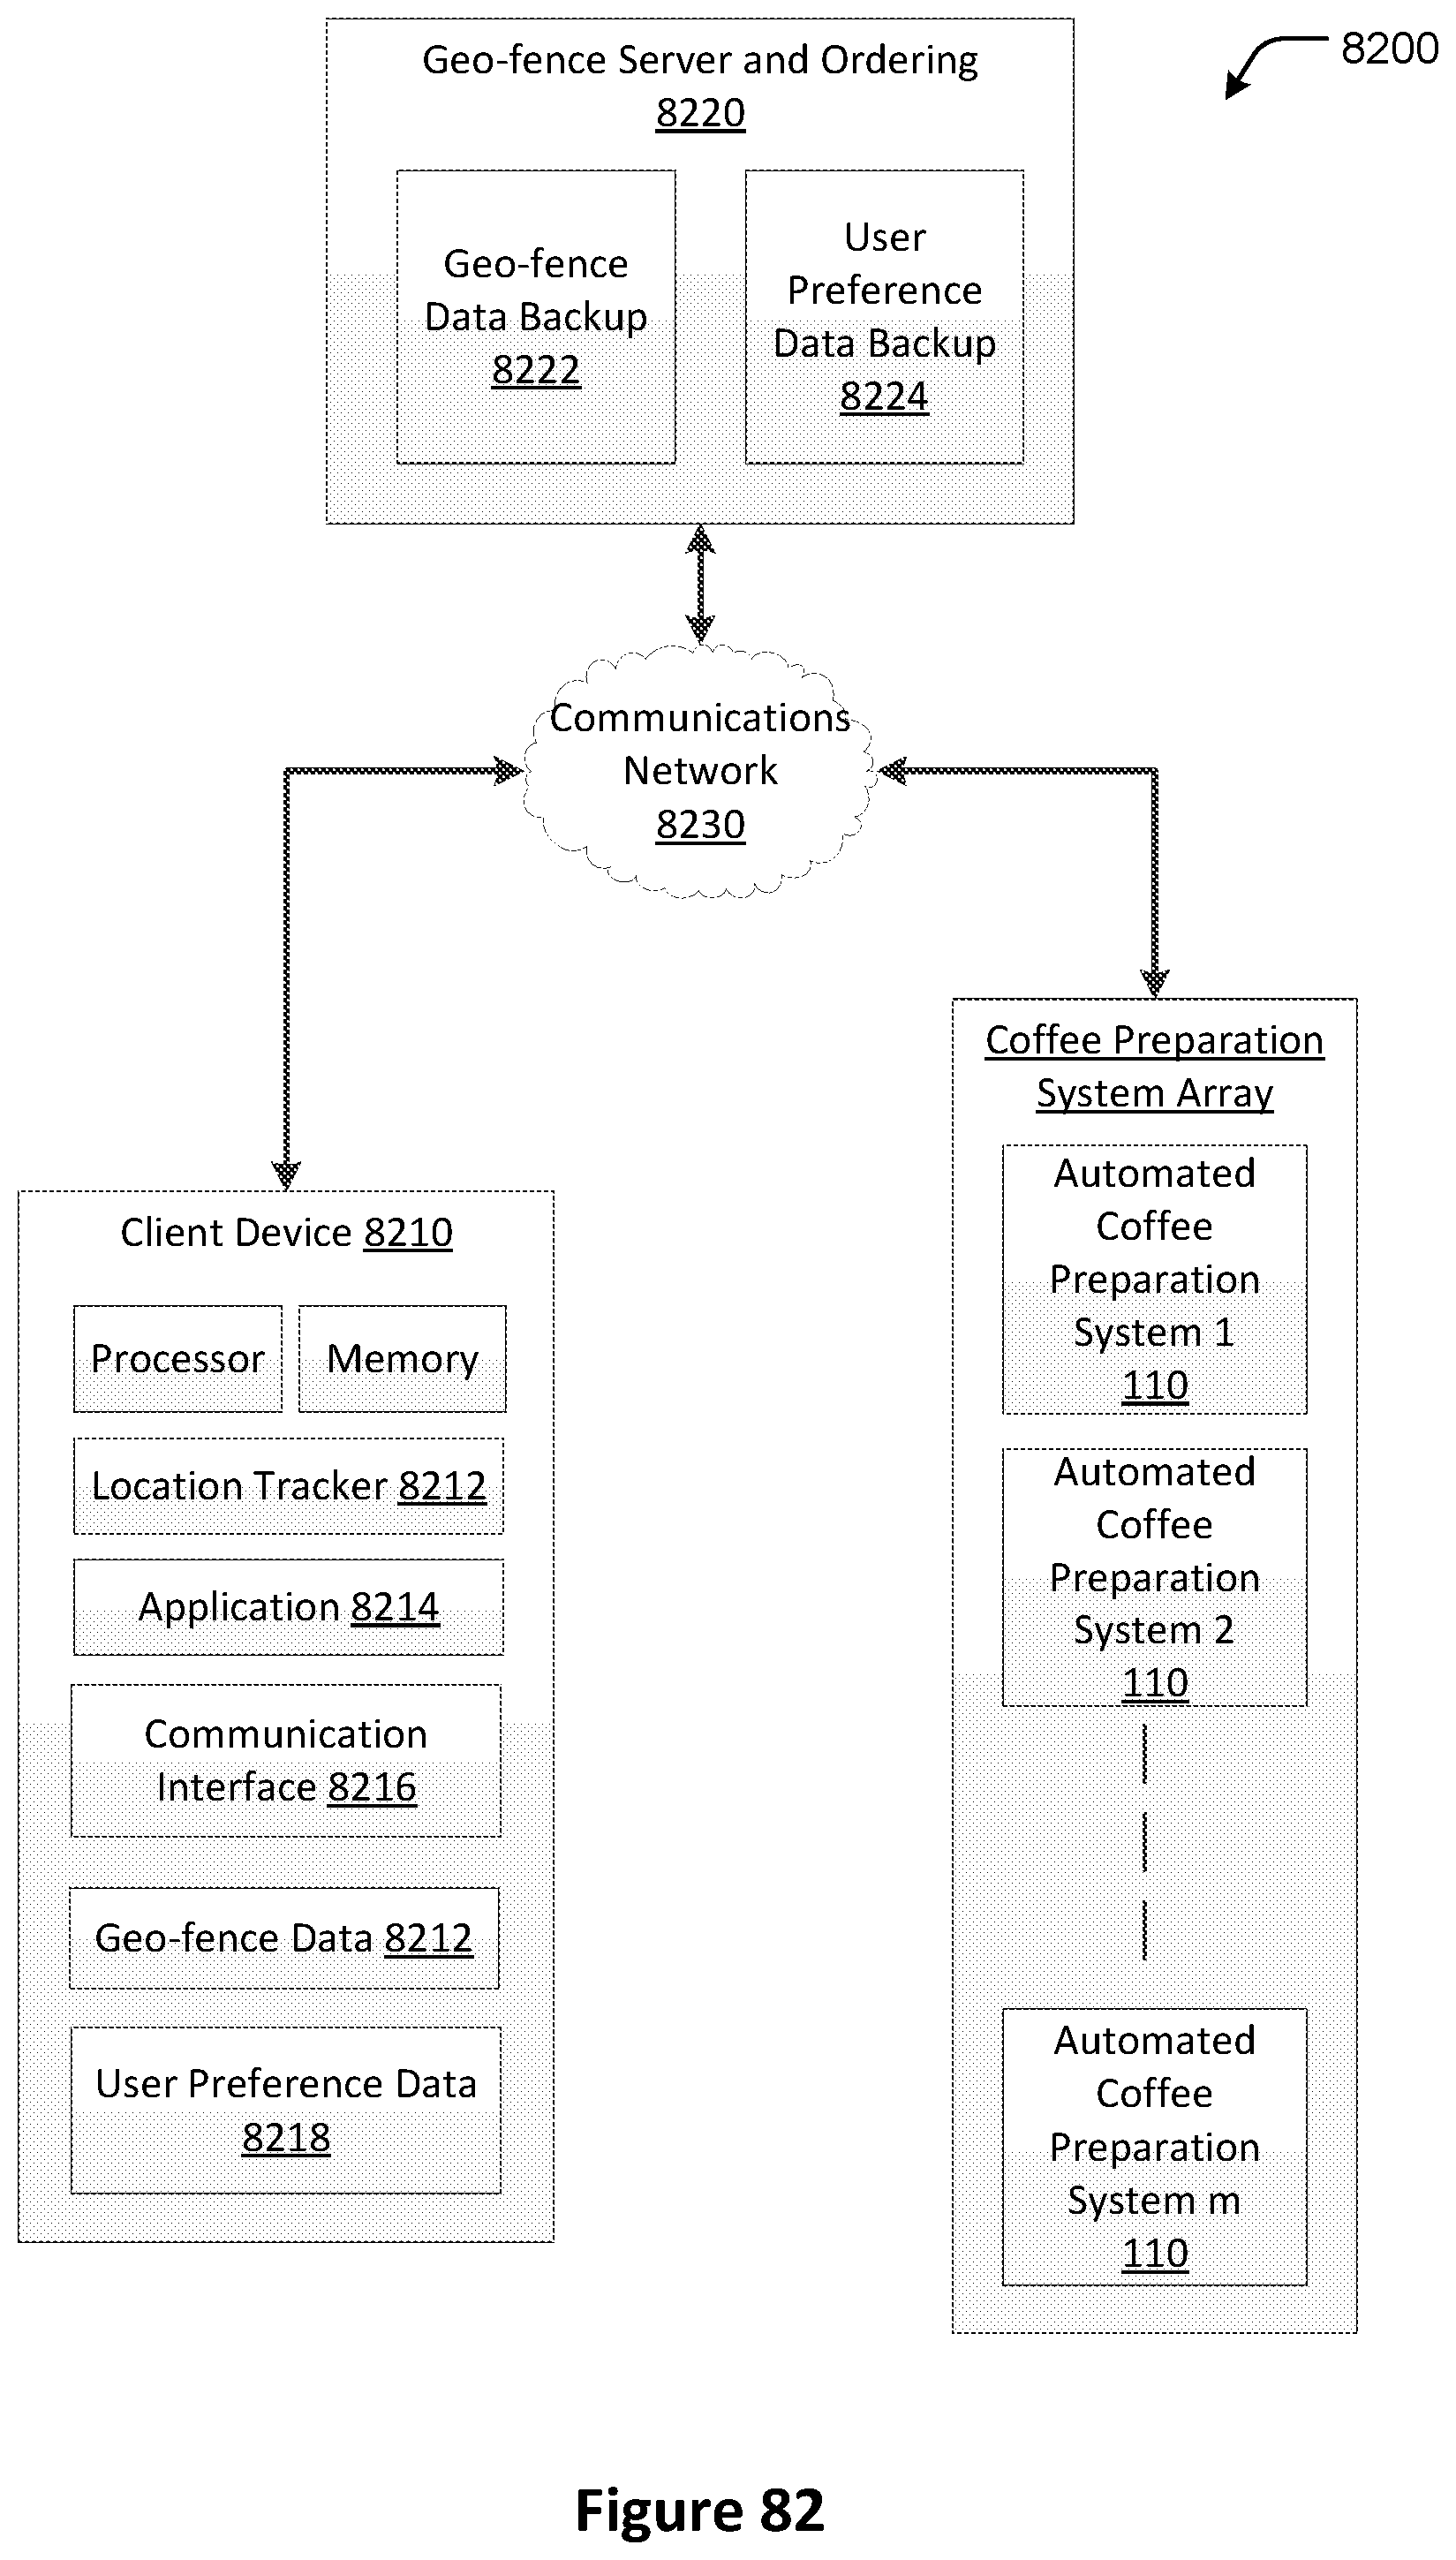 8200
Geo-fence Server and Ordering
8220
Geo-fence
Data Backup
8222
User
Preference
Data Backup
8224
Communications
Network
8230
Client Device 8210
Processor
Memory
Location Tracker 8212
Application 8214
Communication
Interface 8216
Geo-fence Data 8212
User Preference Data
8218
Coffee Preparation
System Array
Automated
Coffee
Preparation
System 1
110
Automated
Coffee
Preparation
System 2
110
Automated
Coffee
Preparation
System m
110
Figure 82